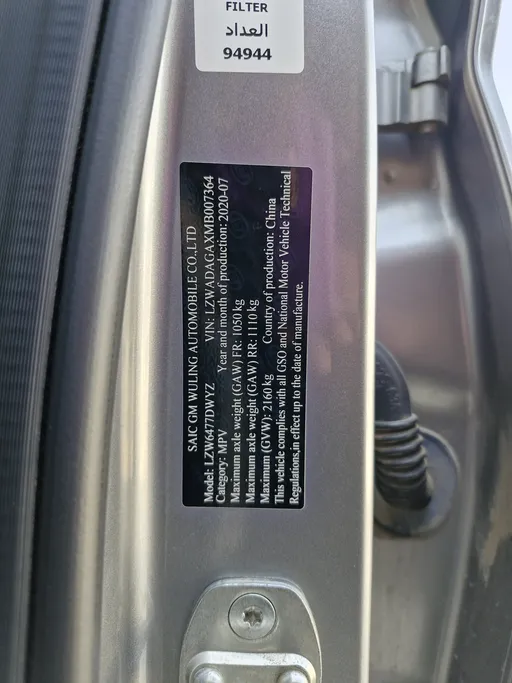 FILTER
العداد
94944
SAIC GM WULING AUTOMOBILE CO.,LTD
Model: LZW6477DWYZ VIN: LZWADAGAXMB007364
Category: MPV Year and month of production: 2020-07
Maximum axle weight (GAW) FR: 1050 kg
Maximum axle weight (GAW) RR: 1110 kg
Maximum (GVW): 2160 kg Country of production: China
This vehicle complies with all GSO and National Motor Vehicle Technical
Regulations,in effect up to the date of manufacture.